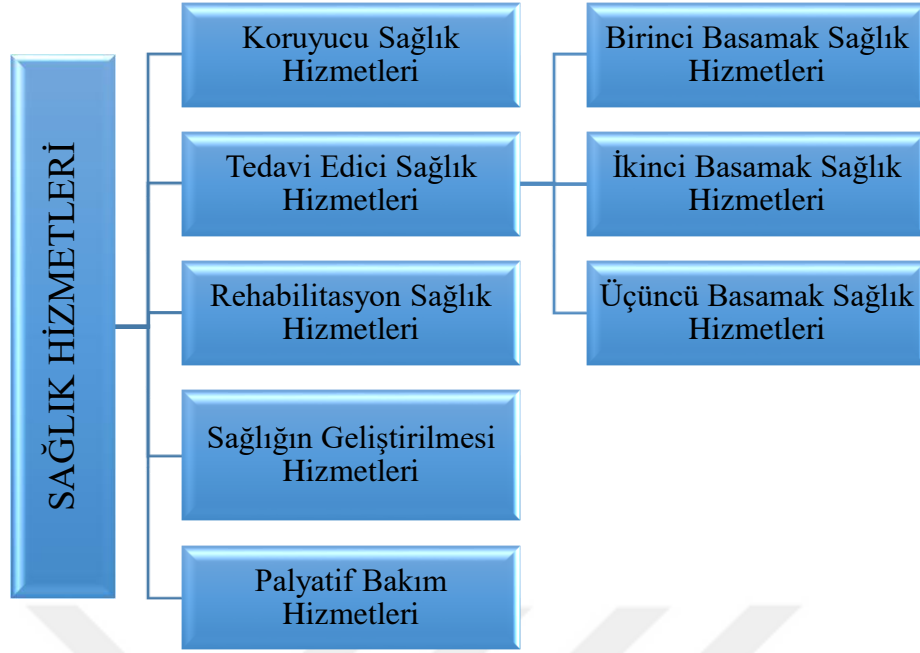 SAĞLIK HİZMETLERİ
Koruyucu Sağlık
Hizmetleri
Tedavi Edici Sağlık
Hizmetleri
Rehabilitasyon Sağlık
Hizmetleri
Sağlığın Geliştirilmesi
Hizmetleri
Palyatif Bakım
Hizmetleri
Birinci Basamak Sağlık
Hizmetleri
İkinci Basamak Sağlık
Hizmetleri
Üçüncü Basamak Sağlık
Hizmetleri